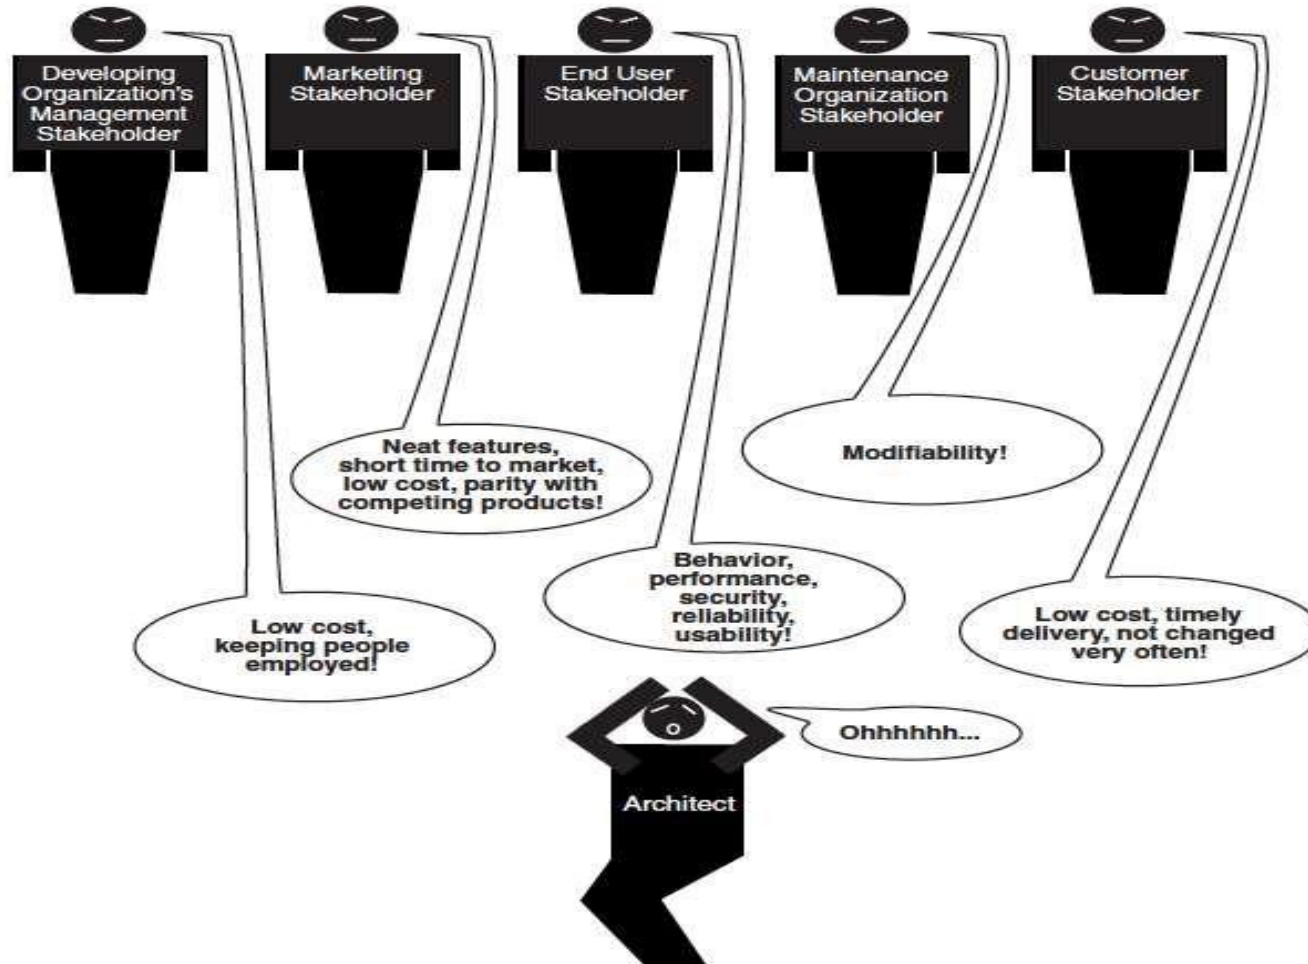 Developing
Organization's
Management
Stakeholder
Marketing
Stakeholder
End User
Stakeholder
Maintenance
Organization
Stakeholder
Customer
Stakeholder
Neat features,
short time to market,
low cost, parity with
competing products!
Modifiability!
Low cost,
keeping people
employed!
Behavior,
performance,
security,
reliability,
usability!
Low cost, timely
delivery, not changed
very often!
Ohhhhhh...
Architect